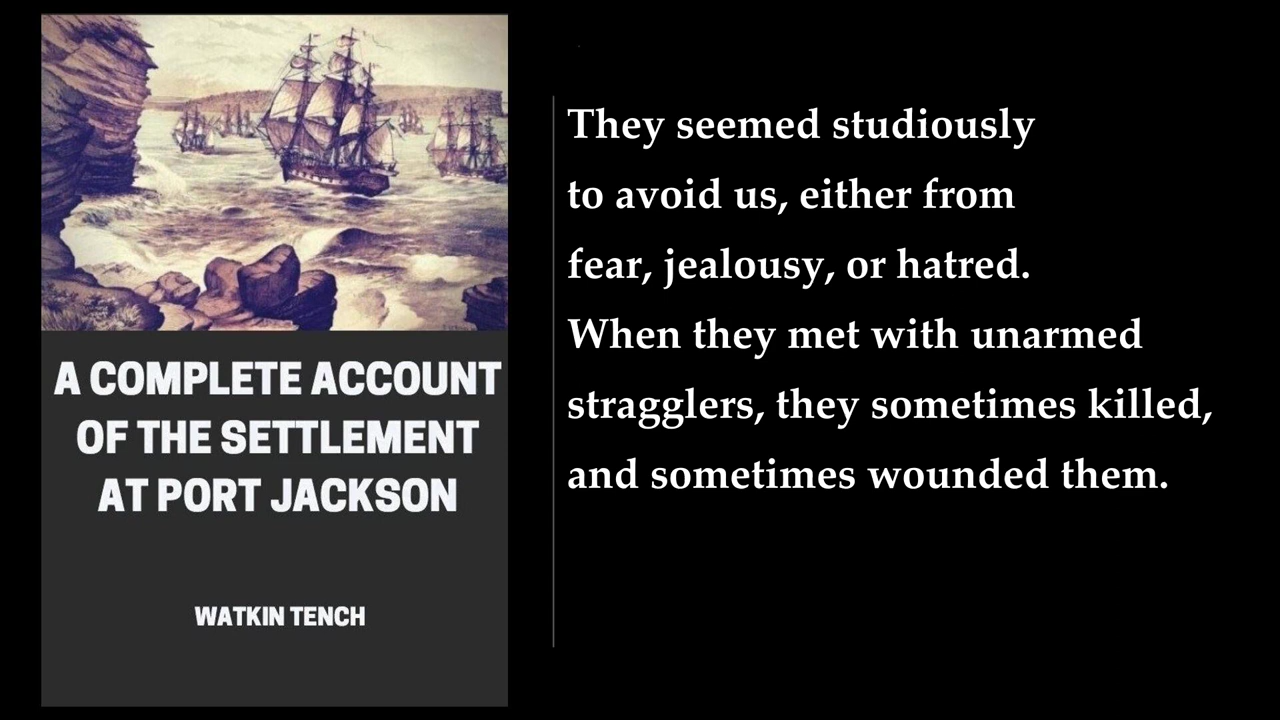 A COMPLETE ACCOUNT
OF THE SETTLEMENT
AT PORT JACKSON
WATKIN TENCH
They seemed studiously
to avoid us, either from
fear, jealousy, or hatred.
When they met with unarmed
stragglers, they sometimes killed,
and sometimes wounded them.